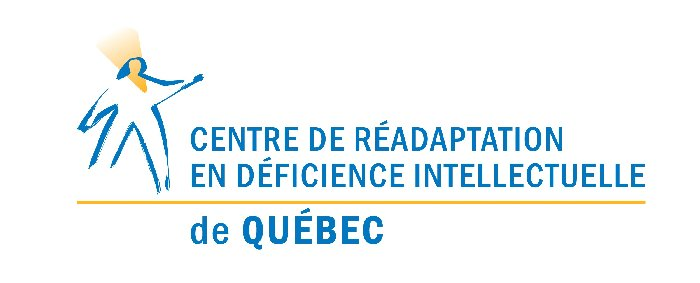 CENTRE DE RÉADAPTATION
EN DÉFICIENCE INTELLECTUELLE
de QUÉBEC